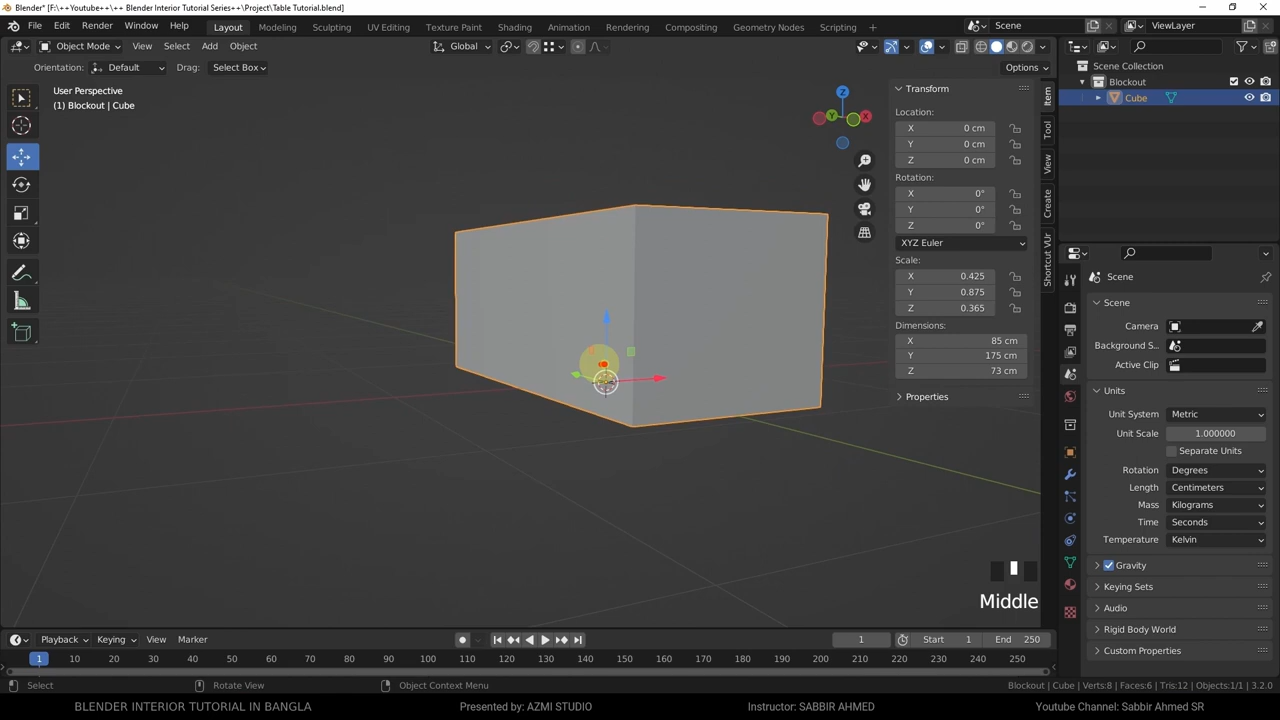 Blender* [F:\++Youtube++\++ Blender Interior Tutorial Series++\Project\Table Tutorial.blend]
File Edit Render Window Help Layout Modeling Sculpting UV Editing Texture Paint Shading Animation Rendering Compositing Geometry Nodes Scripting Scene ViewLayer
Object Mode View Select Add Object Global
Orientation: Default Drag: Select Box Options
User Perspective
(1) Blockout | Cube
Z
Y
X
Transform
Location:
X 0 cm
Y 0 cm
Z 0 cm
Rotation:
X 0°
Y 0°
Z 0°
XYZ Euler
Scale:
X 0.425
Y 0.875
Z 0.365
Dimensions:
X 85 cm
Y 175 cm
Z 73 cm
Properties
Item
Tool
View
Create
Shortcut VUr
Scene Collection
Blockout
Cube
Scene
Scene
Camera
Background S...
Active Clip
Units
Unit System Metric
Unit Scale 1.000000
Separate Units
Rotation Degrees
Length Centimeters
Mass Kilograms
Time Seconds
Temperature Kelvin
Gravity
Keying Sets
Audio
Rigid Body World
Custom Properties
Middle
Playback Keying View Marker 1 Start 1 End 250
1 10 20 30 40 50 60 70 80 90 100 110 120 130 140 150 160 170 180 190 200 210 220 230 240 250
Select Rotate View Object Context Menu Blockout | Cube | Verts:8 | Faces:6 | Tris:12 | Objects:1/1 | 3.2.0
BLENDER INTERIOR TUTORIAL IN BANGLA Presented by: AZMI STUDIO Instructor: SABBIR AHMED Youtube Channel: Sabbir Ahmed SR